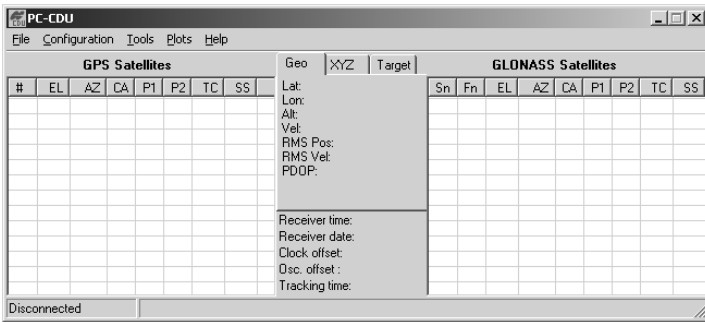 PC-CDU
File Configuration Tools Plots Help
GPS Satellites
# EL AZ CA P1 P2 TC SS
Geo XYZ Target
Lat:
Lon:
Alt:
Vel:
RMS Pos:
RMS Vel:
PDOP:
Receiver time:
Receiver date:
Clock offset:
Osc. offset :
Tracking time:
GLONASS Satellites
Sn Fn EL AZ CA P1 P2 TC SS
Disconnected